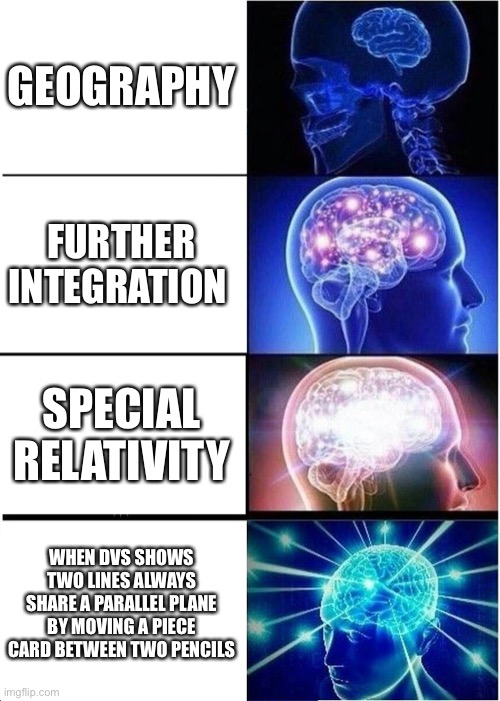 GEOGRAPHY
FURTHER
INTEGRATION
SPECIAL
RELATIVITY
WHEN DVS SHOWS
TWO LINES ALWAYS
SHARE A PARALLEL PLANE
BY MOVING A PIECE
CARD BETWEEN TWO PENCILS
imgflip.com